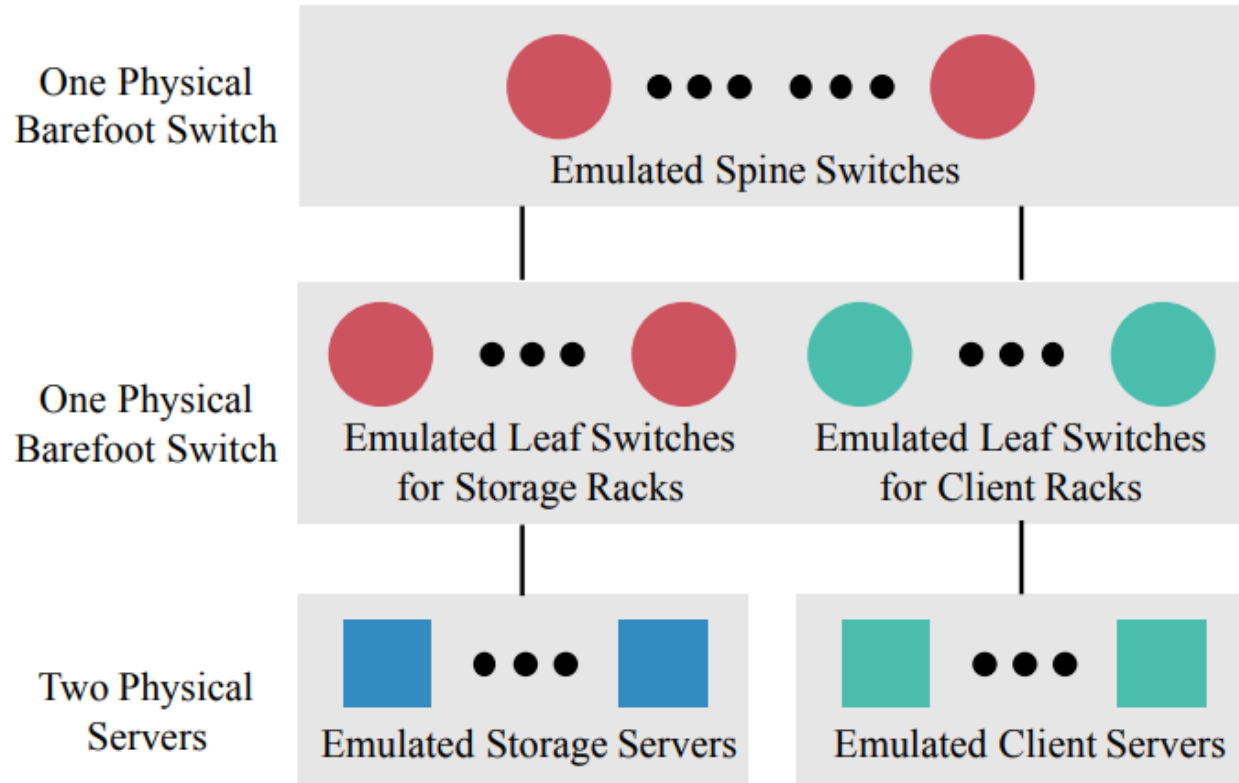 One Physical
Barefoot Switch
Emulated Spine Switches
One Physical
Barefoot Switch
Emulated Leaf Switches
for Storage Racks
Emulated Leaf Switches
for Client Racks
Two Physical
Servers
Emulated Storage Servers
Emulated Client Servers